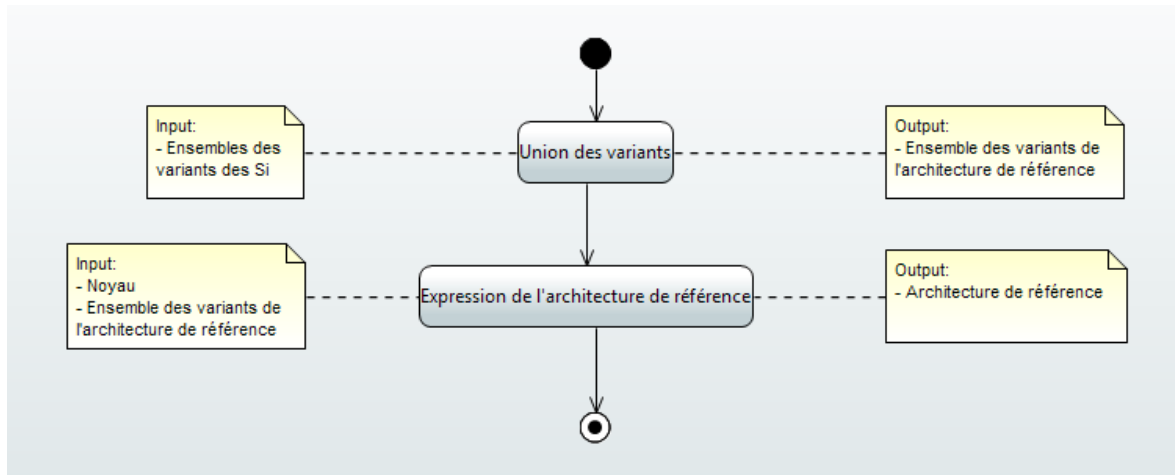 Input:
- Ensembles des
variants des Si
Union des variants
Output:
- Ensemble des variants de
l'architecture de référence
Input:
- Noyau
- Ensemble des variants de
l'architecture de référence
Expression de l'architecture de référence
Output:
- Architecture de référence